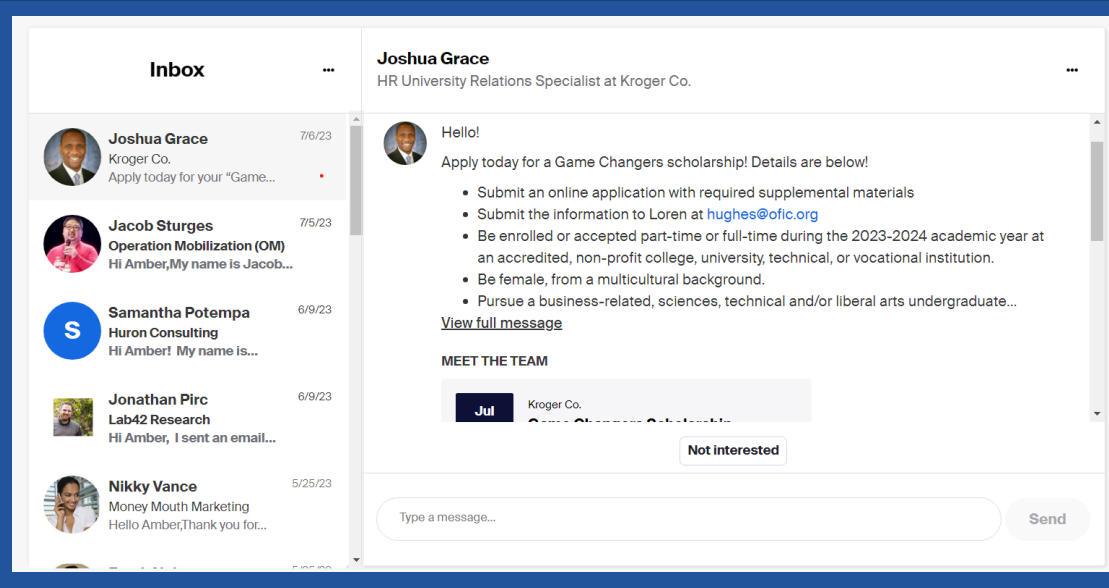 Inbox
...
Joshua Grace
7/6/23
Kroger Co.
Apply today for your “Game...
Jacob Sturges
7/5/23
Operation Mobilization (OM)
Hi Amber,My name is Jacob...
S
Samantha Potempa
6/9/23
Huron Consulting
Hi Amber!  My name is...
Jonathan Pirc
6/9/23
Lab42 Research
Hi Amber,  I sent an email...
Nikky Vance
5/25/23
Money Mouth Marketing
Hello Amber,Thank you for...
Joshua Grace
HR University Relations Specialist at Kroger Co.
...
Hello!
Apply today for a Game Changers scholarship! Details are below!
• Submit an online application with required supplemental materials
• Submit the information to Loren at hughes@ofic.org
• Be enrolled or accepted part-time or full-time during the 2023-2024 academic year at
an accredited, non-profit college, university, technical, or vocational institution.
• Be female, from a multicultural background.
• Pursue a business-related, sciences, technical and/or liberal arts undergraduate...
View full message
MEET THE TEAM
Jul
Kroger Co.
Game Changers Scholarship
Not interested
Type a message...
Send